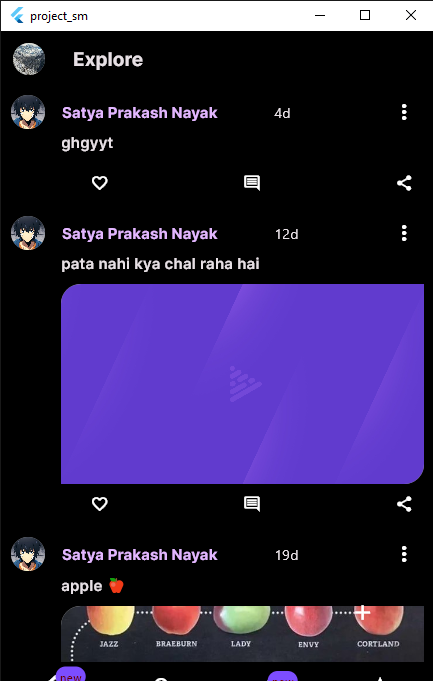 project_sm
Explore
Satya Prakash Nayak 4d
ghgyyt
Satya Prakash Nayak 12d
pata nahi kya chal raha hai
Satya Prakash Nayak 19d
apple 🍎
JAZZ BRAEBURN LADY ENVY CORTLAND
new new